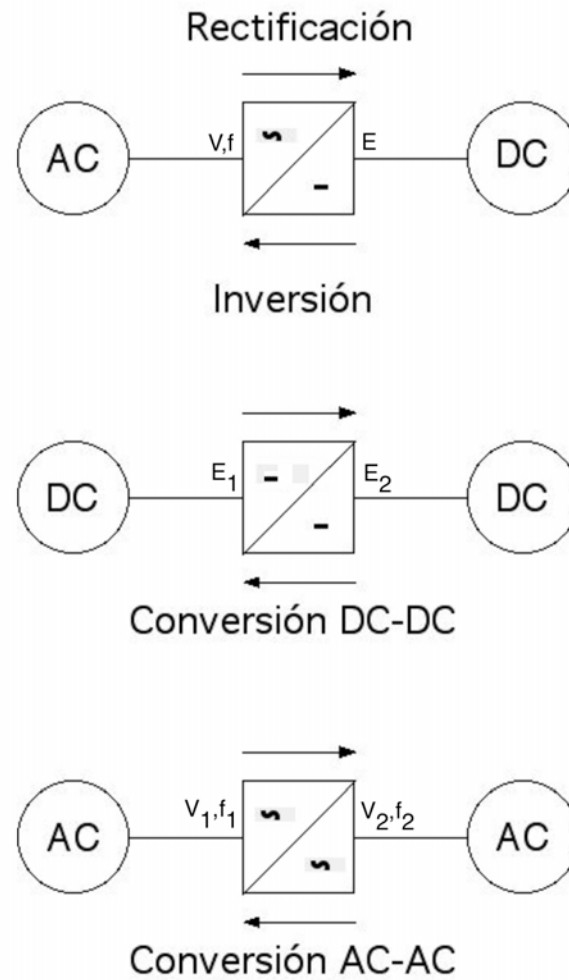 Rectificación
AC V,f ∽ - E DC
Inversión
DC E₁ - - E₂ DC
Conversión DC-DC
AC V₁,f₁ ∽ ∽ V₂,f₂ AC
Conversión AC-AC